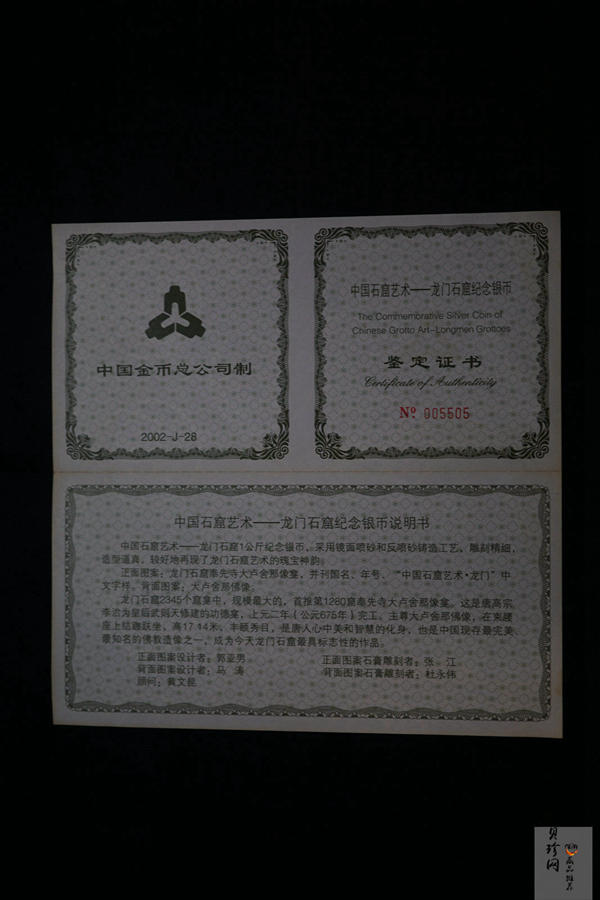 中国金币总公司制
2002-J-28
中国石窟艺术——龙门石窟纪念银币
The Commemorative Silver Coin of
Chinese Grotto Art-Longmen Grottoes
鉴定证书
Certificate of Authenticity
№ 005505
中国石窟艺术——龙门石窟纪念银币说明书
中国石窟艺术——龙门石窟1公斤纪念银币，采用镜面喷砂和反喷砂铸造工艺，雕刻精细，
造型逼真，较好地再现了龙门石窟艺术的瑰宝神韵。
正面图案：龙门石窟奉先寺大卢舍那像龛，并刊国名、年号、“中国石窟艺术·龙门”中
文字样。背面图案：大卢舍那佛像。
龙门石窟2345个窟龛中，规模最大的，首推第1280窟奉先寺大卢舍那像龛。这是唐高宗
李治为皇后武则天修建的功德窟，上元二年（公元675年）完工。主尊大卢舍那佛像，在束腰
座上结跏趺坐，高17.14米，丰颐秀目，是唐人心中美和智慧的化身，也是中国现存最完美
最知名的佛教造像之一，成为今天龙门石窟最具标志性的作品。
正面图案设计者：郭亚男 正面图案石膏雕刻者：张 江
背面图案设计者：马 涛 背面图案石膏雕刻者：杜永伟
顾问：黄文昆
贝珍网
藏品推荐